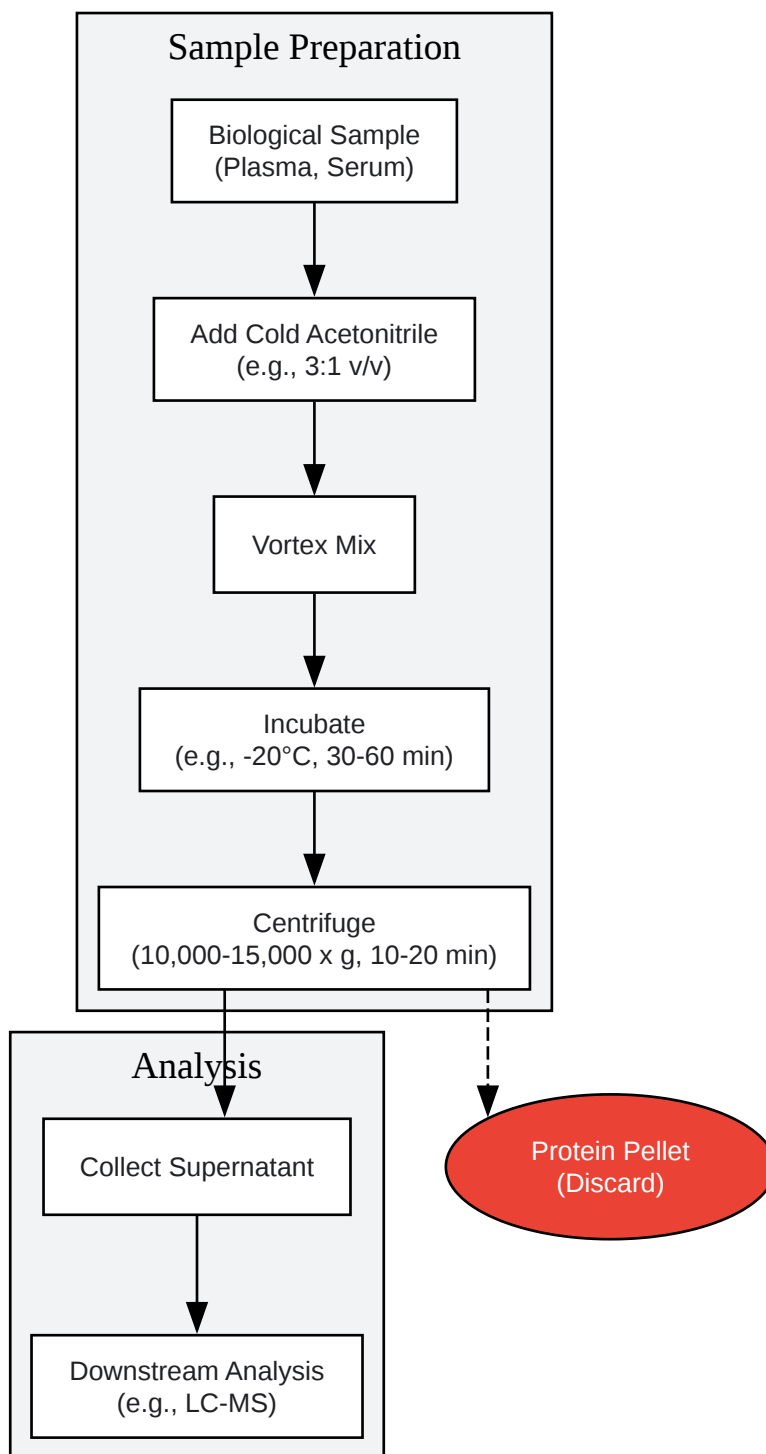 Sample Preparation
Biological Sample
(Plasma, Serum)
Add Cold Acetonitrile
(e.g., 3:1 v/v)
Vortex Mix
Incubate
(e.g., -20°C, 30-60 min)
Centrifuge
(10,000-15,000 x g, 10-20 min)
Analysis
Collect Supernatant
Protein Pellet
(Discard)
Downstream Analysis
(e.g., LC-MS)